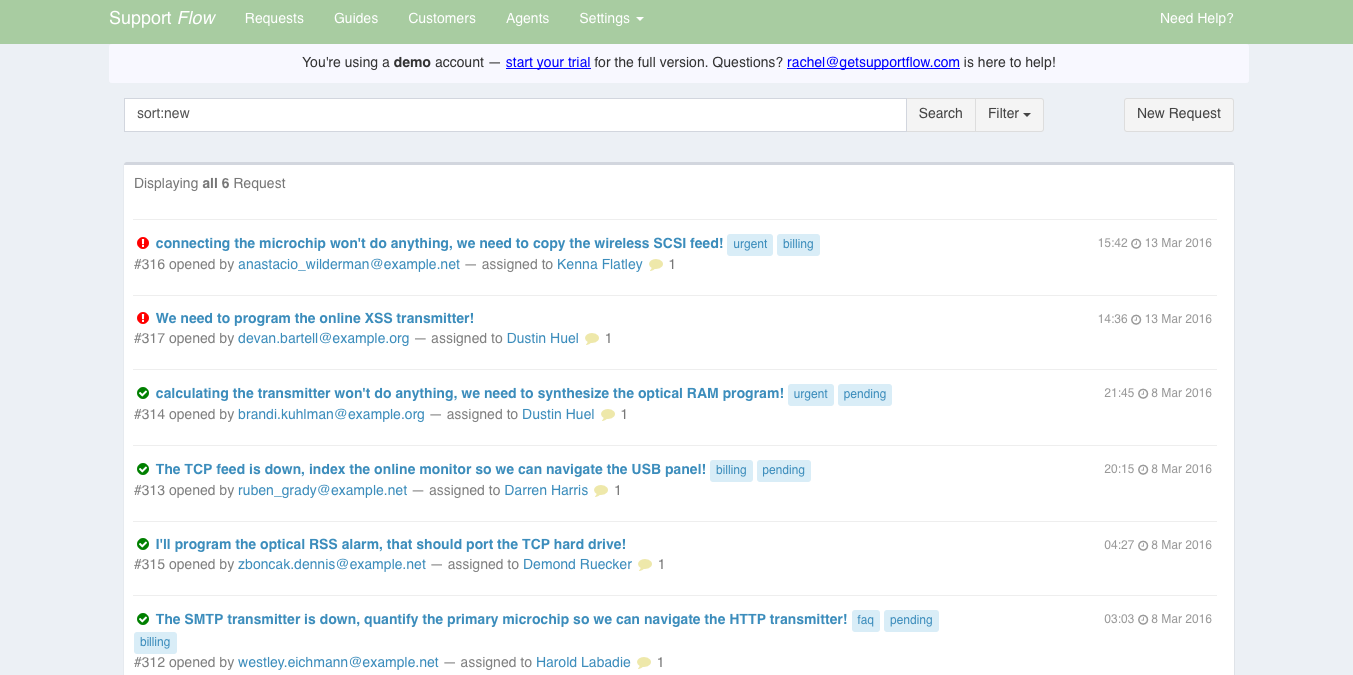 Support Flow Requests Guides Customers Agents Settings Need Help?
You're using a demo account — start your trial for the full version. Questions? rachel@getsupportflow.com is here to help!
sort:new Search Filter New Request
Displaying all 6 Request
connecting the microchip won't do anything, we need to copy the wireless SCSI feed! urgent billing 15:42 13 Mar 2016
#316 opened by anastacio_wilderman@example.net — assigned to Kenna Flatley 1
We need to program the online XSS transmitter! 14:36 13 Mar 2016
#317 opened by devan.bartell@example.org — assigned to Dustin Huel 1
calculating the transmitter won't do anything, we need to synthesize the optical RAM program! urgent pending 21:45 8 Mar 2016
#314 opened by brandi.kuhlman@example.org — assigned to Dustin Huel 1
The TCP feed is down, index the online monitor so we can navigate the USB panel! billing pending 20:15 8 Mar 2016
#313 opened by ruben_grady@example.net — assigned to Darren Harris 1
I'll program the optical RSS alarm, that should port the TCP hard drive! 04:27 8 Mar 2016
#315 opened by zboncak.dennis@example.net — assigned to Demond Ruecker 1
The SMTP transmitter is down, quantify the primary microchip so we can navigate the HTTP transmitter! faq pending 03:03 8 Mar 2016
billing
#312 opened by westley.eichmann@example.net — assigned to Harold Labadie 1